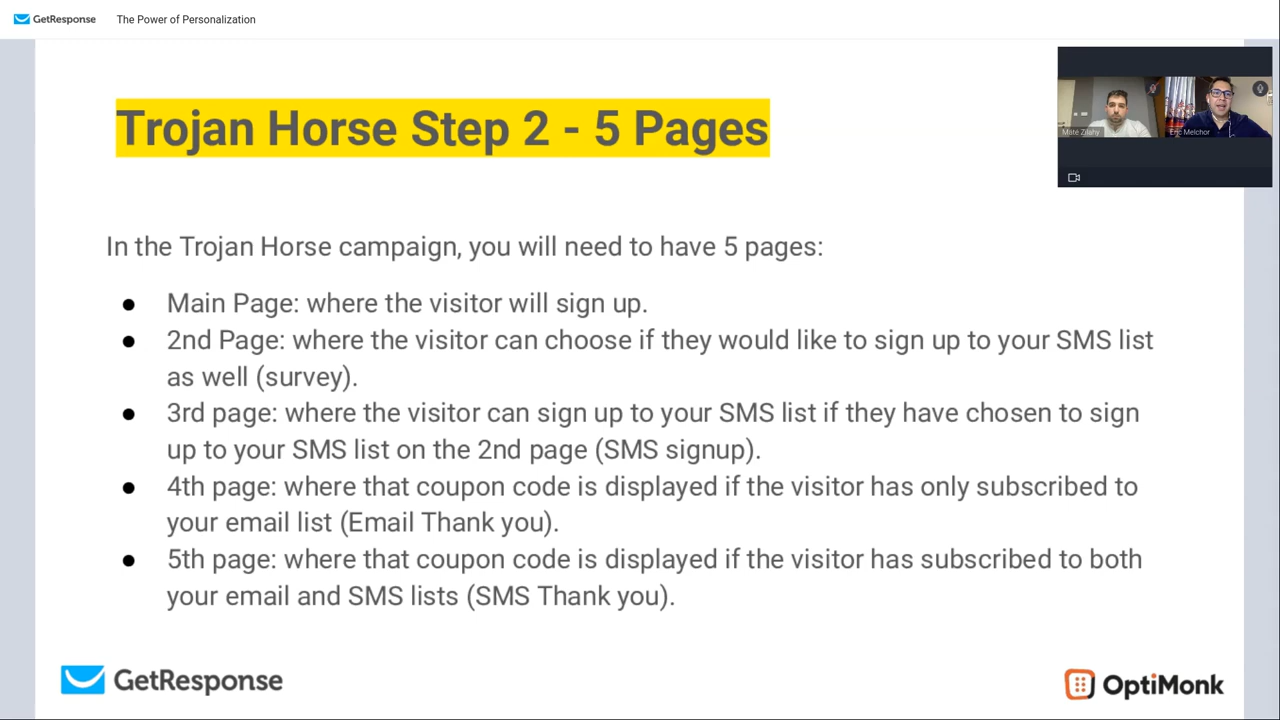 GetResponse The Power of Personalization
Trojan Horse Step 2 - 5 Pages
Máté Zilahy Eric Melchor
In the Trojan Horse campaign, you will need to have 5 pages:
● Main Page: where the visitor will sign up.
● 2nd Page: where the visitor can choose if they would like to sign up to your SMS list
as well (survey).
● 3rd page: where the visitor can sign up to your SMS list if they have chosen to sign
up to your SMS list on the 2nd page (SMS signup).
● 4th page: where that coupon code is displayed if the visitor has only subscribed to
your email list (Email Thank you).
● 5th page: where that coupon code is displayed if the visitor has subscribed to both
your email and SMS lists (SMS Thank you).
GetResponse OptiMonk